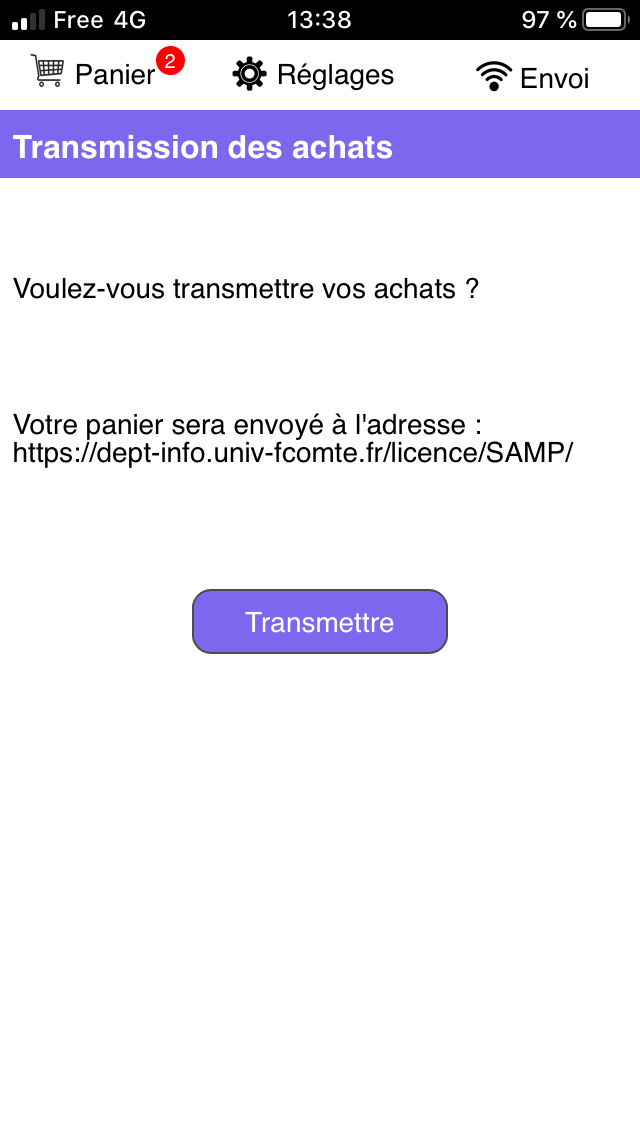 Free 4G 13:38 97 %
Panier 2 Réglages Envoi
Transmission des achats
Voulez-vous transmettre vos achats ?
Votre panier sera envoyé à l'adresse :
https://dept-info.univ-fcomte.fr/licence/SAMP/
Transmettre